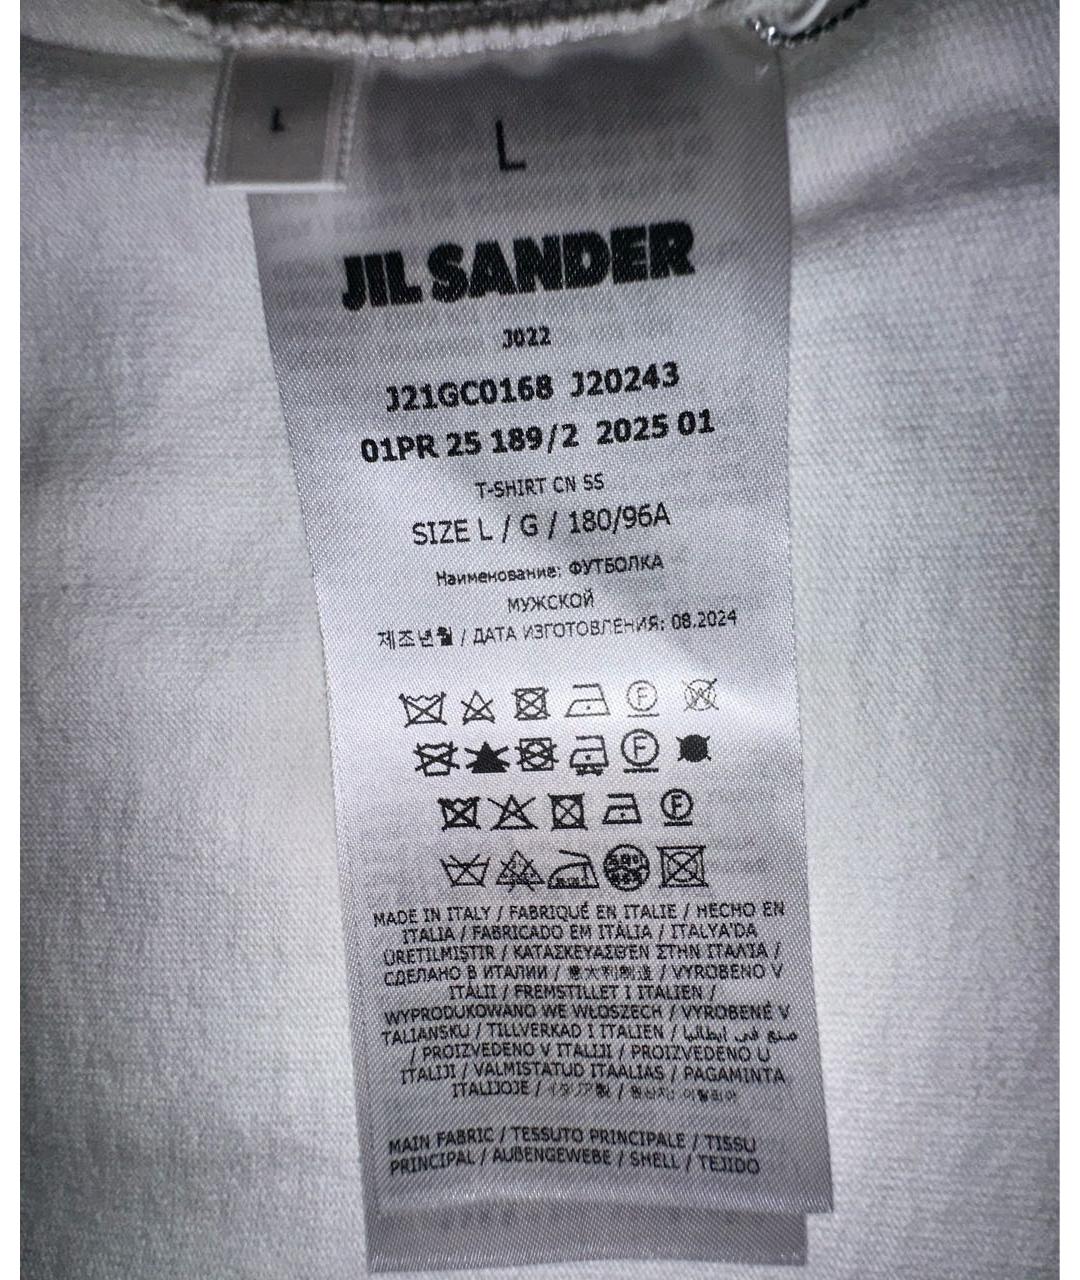 L
L
JIL SANDER
J022
J21GC0168 J20243
01PR 25 189/2 2025 01
T-SHIRT CN SS
SIZE L / G / 180/96A
Наименование: ФУТБОЛКА
МУЖСКОЙ
제조년월 / ДАТА ИЗГОТОВЛЕНИЯ: 08.2024
F W
F
F
MADE IN ITALY / FABRIQUÉ EN ITALIE / HECHO EN
ITALIA / FABRICADO EM ITÁLIA / ITALYA'DA
ÜRETILMIŞTIR / ΚΑΤΑΣΚΕΥΑΣΘΕΝ ΣΤΗΝ ΙΤΑΛΙΑ /
СДЕЛАНО В ИТАЛИИ / 意大利制造 / VYROBENO V
ITÁLII / FREMSTILLET I ITALIEN /
WYPRODUKOWANO WE WŁOSZECH / VYROBENÉ V
TALIANSKU / TILLVERKAD I ITALIEN / صنع في ايطاليا
/ PROIZVEDENO V ITALIJI / PROIZVEDENO U
ITALIJI / VALMISTATUD ITAALIAS / PAGAMINTA
ITALIJOJE / イタリア製 / 원산지 이탈리아
MAIN FABRIC / TESSUTO PRINCIPALE / TISSU
PRINCIPAL / AUßENGEWEBE / SHELL / TEJIDO